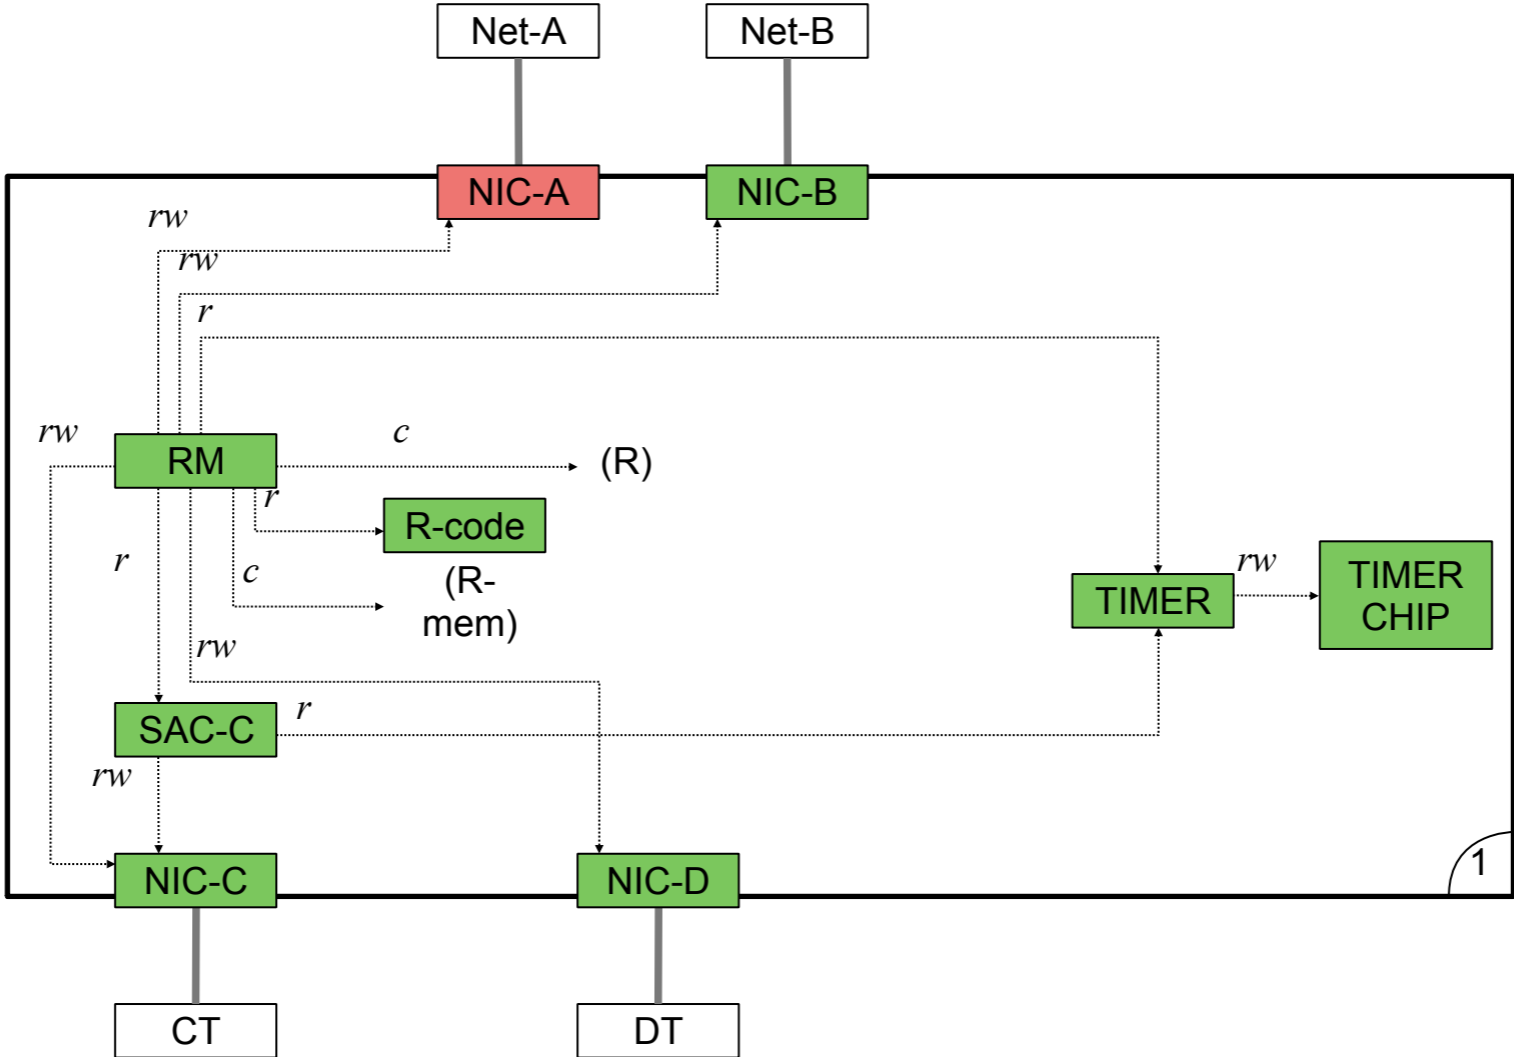 Net-A
Net-B
NIC-A
NIC-B
rw
rw
r
rw
c
RM
(R)
r
R-code
r
c
(R-
mem)
rw
TIMER
CHIP
TIMER
rw
SAC-C
r
rw
NIC-C
NIC-D
1
CT
DT